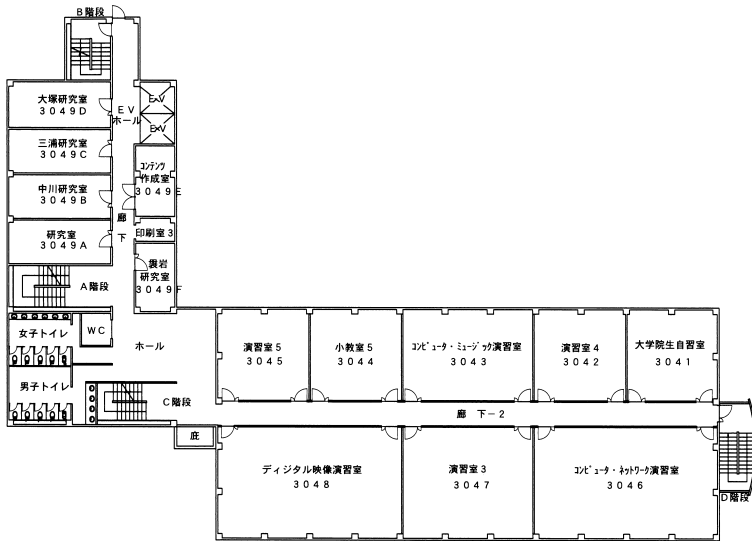 B階段
大塚研究室
3049D
EV
ホール
EV
EV
三浦研究室
3049C
コンテンツ
作成室
3049E
中川研究室
3049B
廊
下
印刷室3
研究室
3049A
研究室
3049F
A階段
女子トイレ
WC
ホール
男子トイレ
C階段
庇
演習室5
3045
小教室5
3044
コンピュータ・ミュージック演習室
3043
演習室4
3042
大学院生自習室
3041
廊 下-2
ディジタル映像演習室
3048
演習室3
3047
コンピュータ・ネットワーク演習室
3046
D階段